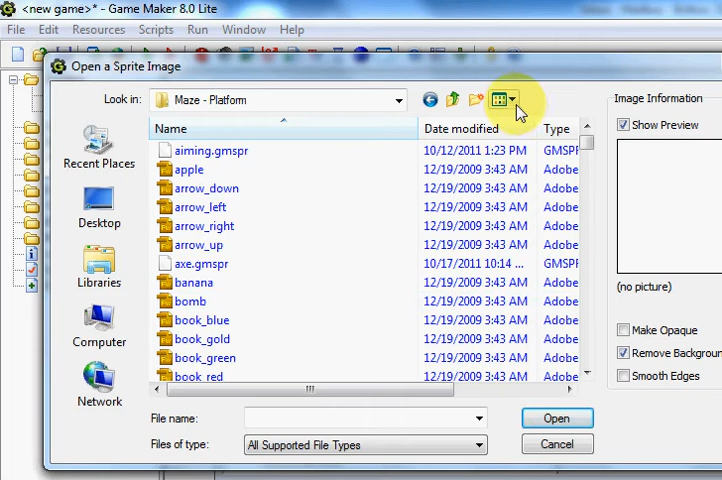 <new game>* - Game Maker 8.0 Lite
File Edit Resources Scripts Run Window Help
Open a Sprite Image
Look in: Maze - Platform
Name Date modified Type
aiming.gmspr 10/12/2011 1:23 PM GMSPF
apple 12/19/2009 3:43 AM Adobe
arrow_down 12/19/2009 3:43 AM Adobe
arrow_left 12/19/2009 3:43 AM Adobe
arrow_right 12/19/2009 3:43 AM Adobe
arrow_up 12/19/2009 3:43 AM Adobe
axe.gmspr 10/17/2011 10:14 ... GMSPF
banana 12/19/2009 3:43 AM Adobe
bomb 12/19/2009 3:43 AM Adobe
book_blue 12/19/2009 3:43 AM Adobe
book_gold 12/19/2009 3:43 AM Adobe
book_green 12/19/2009 3:43 AM Adobe
book_red 12/19/2009 3:43 AM Adobe
Recent Places
Desktop
Libraries
Computer
Network
File name:
Open
Files of type: All Supported File Types
Cancel
Image Information
Show Preview
(no picture)
Make Opaque
Remove Backgroun
Smooth Edges